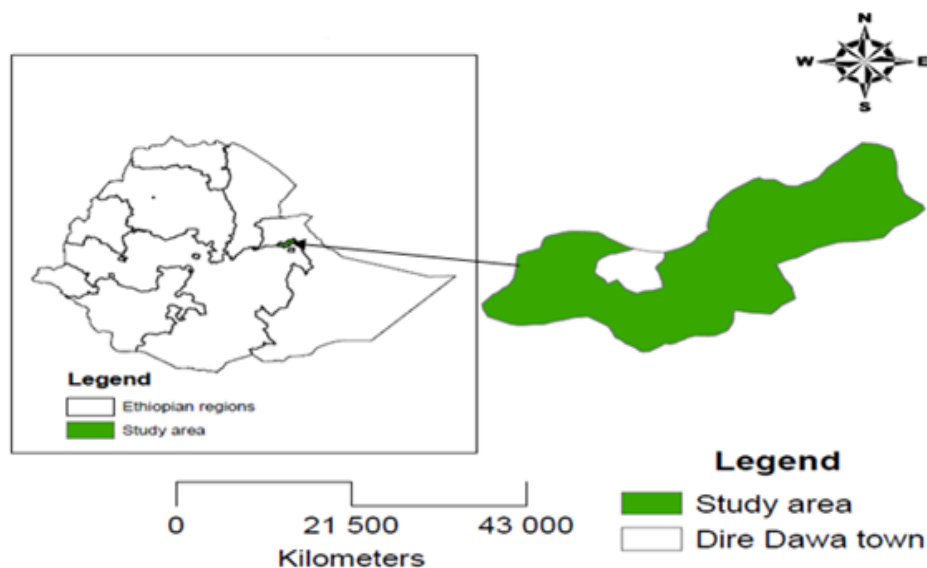 N
W E
S
Legend
Ethiopian regions
Study area
0 21 500 43 000
Kilometers
Legend
Study area
Dire Dawa town